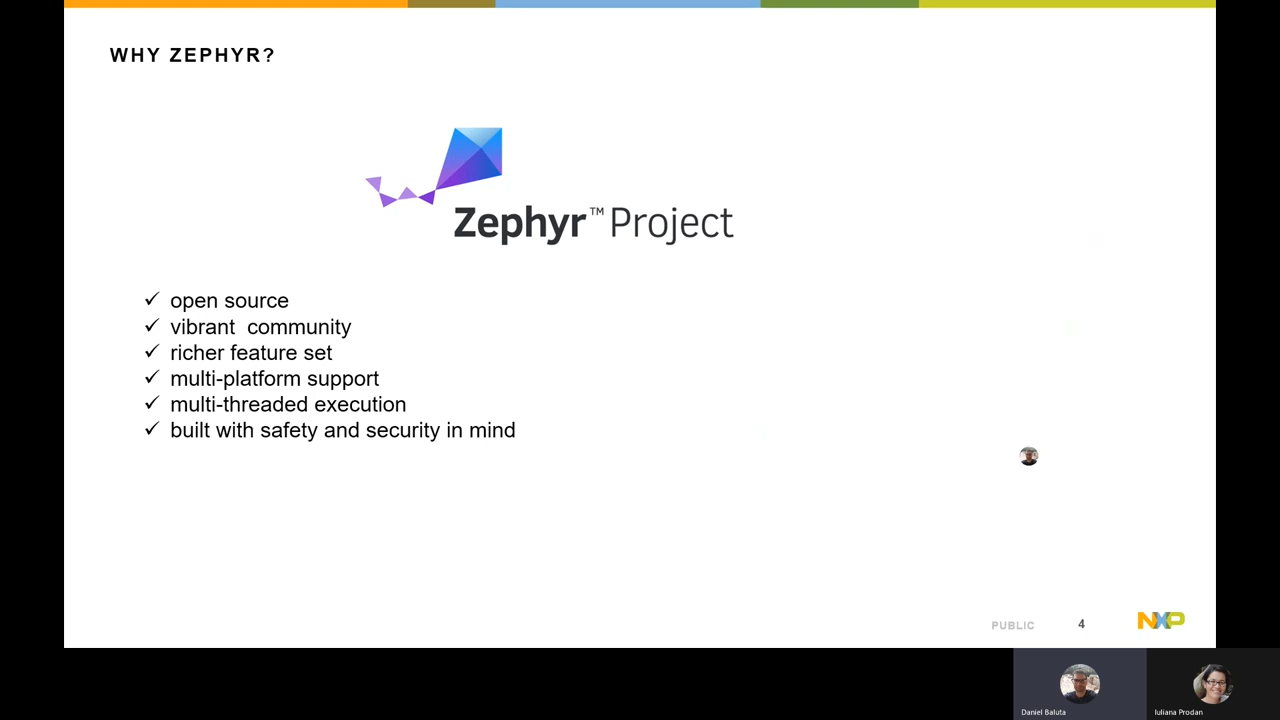 WHY ZEPHYR?
Zephyr™ Project
✓ open source
✓ vibrant community
✓ richer feature set
✓ multi-platform support
✓ multi-threaded execution
✓ built with safety and security in mind
PUBLIC 4 NXP
Daniel Baluta Iuliana Prodan